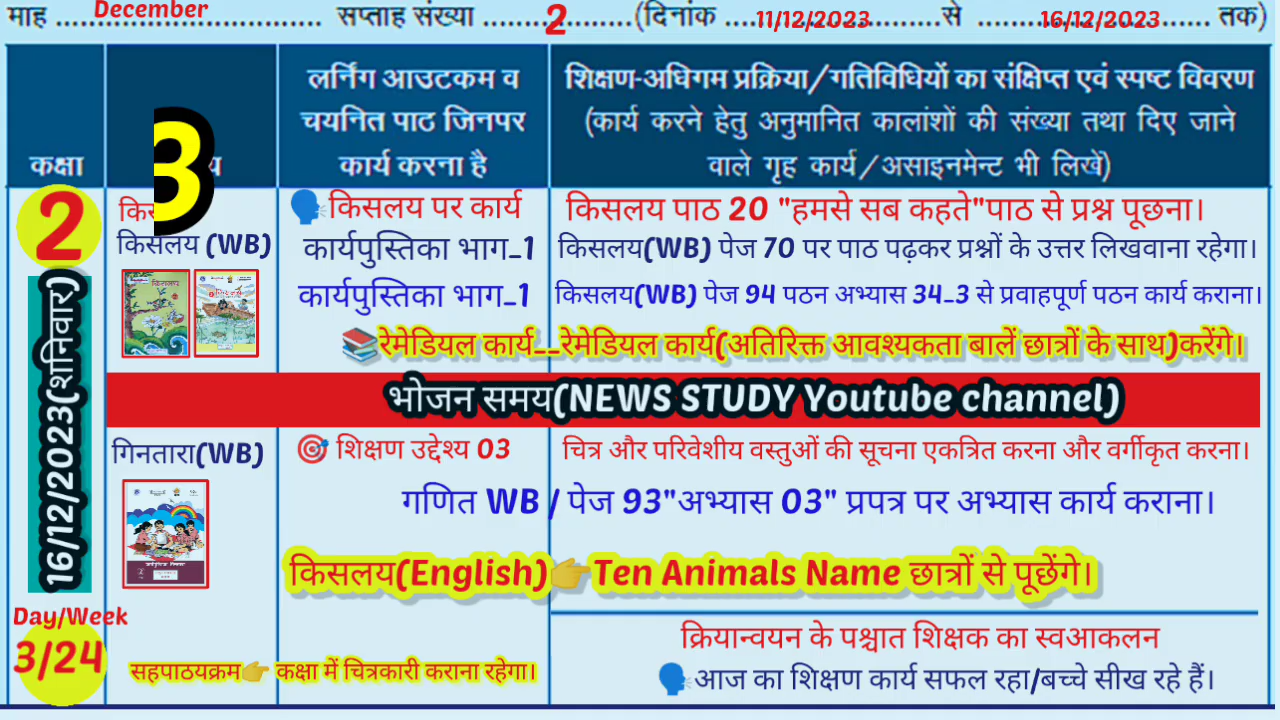 माह ........December........ सप्ताह संख्या ........2........(दिनांक ....11/12/2023....से ....16/12/2023.... तक)
कक्षा
3
य
लर्निंग आउटकम व
चयनित पाठ जिनपर
कार्य करना है
शिक्षण-अधिगम प्रक्रिया/गतिविधियों का संक्षिप्त एवं स्पष्ट विवरण
(कार्य करने हेतु अनुमानित कालांशों की संख्या तथा दिए जाने
वाले गृह कार्य/असाइनमेन्ट भी लिखें)
2
16/12/2023(शनिवार)
किस
🗣️किसलय पर कार्य
किसलय पाठ 20 "हमसे सब कहते"पाठ से प्रश्न पूछना।
किसलय (WB)
कार्यपुस्तिका भाग-1
किसलय(WB) पेज 70 पर पाठ पढ़कर प्रश्नों के उत्तर लिखवाना रहेगा।
कार्यपुस्तिका भाग-1
किसलय(WB) पेज 94 पठन अभ्यास 34-3 से प्रवाहपूर्ण पठन कार्य कराना।
📚रेमेडियल कार्य--रेमेडियल कार्य(अतिरिक्त आवश्यकता बालें छात्रों के साथ)करेंगे।
भोजन समय(NEWS STUDY Youtube channel)
गिनतारा(WB)
🎯 शिक्षण उद्देश्य 03
चित्र और परिवेशीय वस्तुओं की सूचना एकत्रित करना और वर्गीकृत करना।
गणित WB / पेज 93"अभ्यास 03" प्रपत्र पर अभ्यास कार्य कराना।
किसलय(English)👉Ten Animals Name छात्रों से पूछेंगे।
Day/Week
3/24
सहपाठयक्रम👉 कक्षा में चित्रकारी कराना रहेगा।
क्रियान्वयन के पश्चात शिक्षक का स्वआकलन
🗣️आज का शिक्षण कार्य सफल रहा/बच्चे सीख रहे हैं।